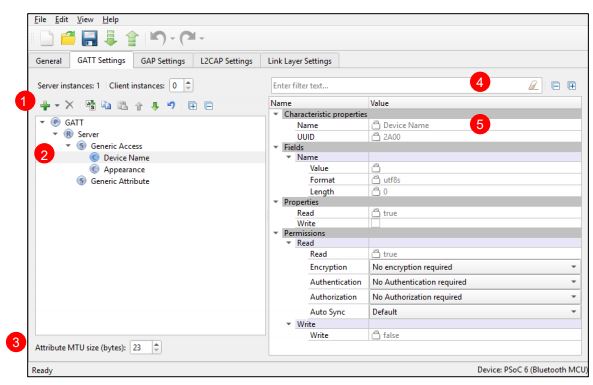 File Edit View Help
General GATT Settings GAP Settings L2CAP Settings Link Layer Settings
Server instances: 1 Client instances: 0
1
P GATT
R Server
2
S Generic Access
C Device Name
C Appearance
S Generic Attribute
3
Attribute MTU size (bytes): 23
Enter filter text...
4
Name Value
5
Characteristic properties
Name Device Name
UUID 2A00
Fields
Name
Value
Format utf8s
Length 0
Properties
Read true
Write
Permissions
Read
Read true
Encryption No encryption required
Authentication No Authentication required
Authorization No Authorization required
Auto Sync Default
Write
Write false
Ready Device: PSoC 6 (Bluetooth MCU)